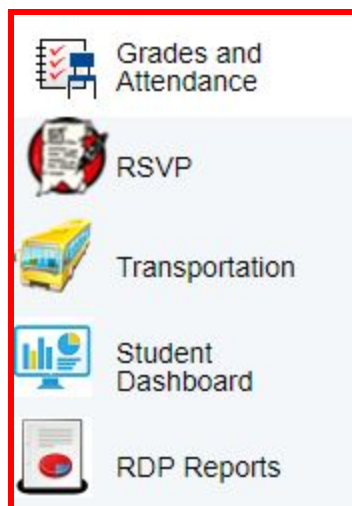 Grades and
Attendance
RSVP
Transportation
Student
Dashboard
RDP Reports